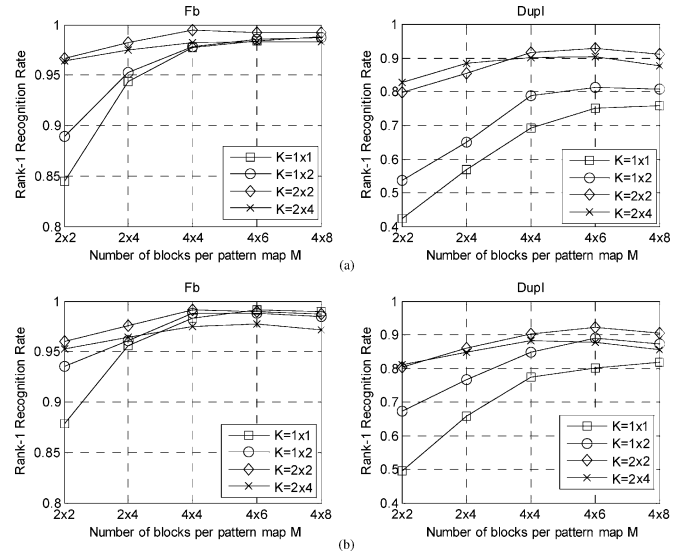 Fb
Rank-1 Recognition Rate
1
0.95
0.9
0.85
0.8
K=1x1
K=1x2
K=2x2
K=2x4
2x2 2x4 4x4 4x6 4x8
Number of blocks per pattern map M
DupI
Rank-1 Recognition Rate
1
0.9
0.8
0.7
0.6
0.5
0.4
K=1x1
K=1x2
K=2x2
K=2x4
2x2 2x4 4x4 4x6 4x8
Number of blocks per pattern map M
(a)
Fb
Rank-1 Recognition Rate
1
0.95
0.9
0.85
0.8
K=1x1
K=1x2
K=2x2
K=2x4
2x2 2x4 4x4 4x6 4x8
Number of blocks per pattern map M
DupI
Rank-1 Recognition Rate
1
0.9
0.8
0.7
0.6
0.5
0.4
K=1x1
K=1x2
K=2x2
K=2x4
2x2 2x4 4x4 4x6 4x8
Number of blocks per pattern map M
(b)